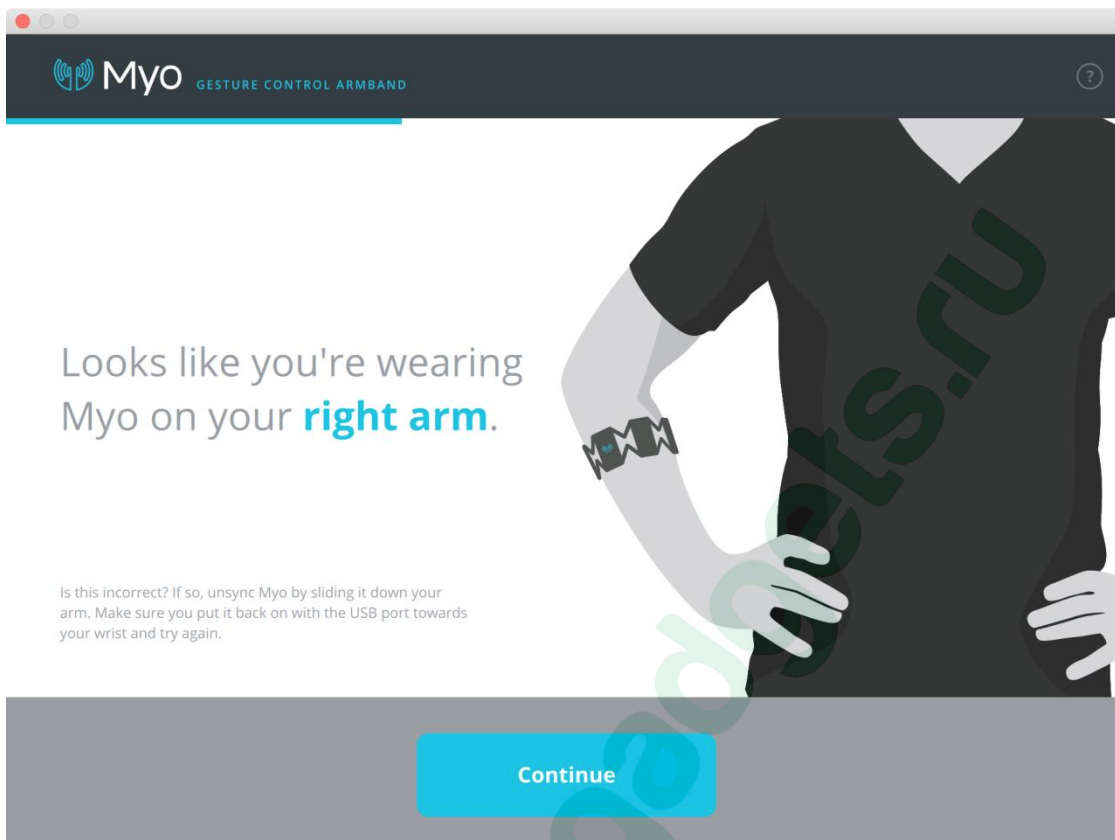 Myo GESTURE CONTROL ARMBAND
?
Looks like you're wearing
Myo on your right arm.
Is this incorrect? If so, unsync Myo by sliding it down your
arm. Make sure you put it back on with the USB port towards
your wrist and try again.
Continue
adgets.ru